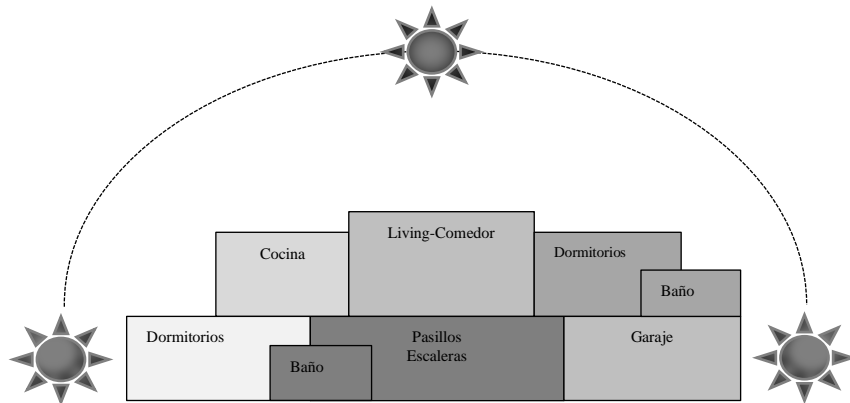 Living-Comedor
Cocina
Dormitorios
Baño
Dormitorios
Pasillos
Escaleras
Garaje
Baño